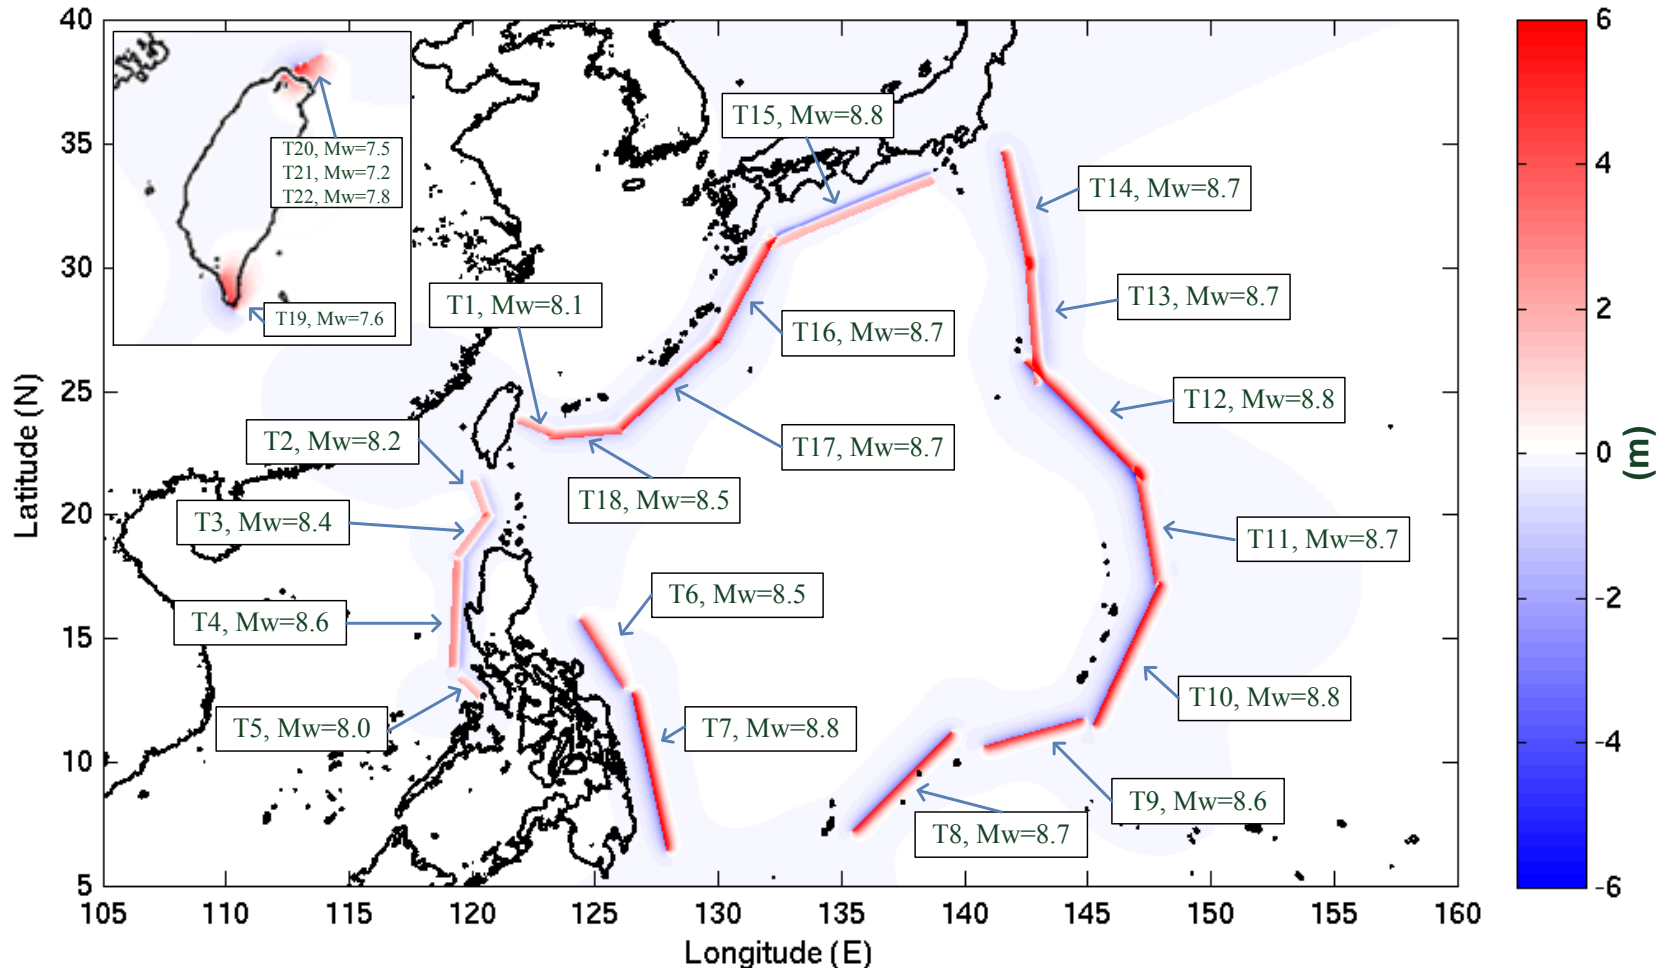 40
35
30
25
20
15
10
5
Latitude (N)
105
110
115
120
125
130
135
140
145
150
155
160
Longitude (E)
T20, Mw=7.5
T21, Mw=7.2
T22, Mw=7.8
T19, Mw=7.6
T15, Mw=8.8
T14, Mw=8.7
T13, Mw=8.7
T1, Mw=8.1
T16, Mw=8.7
T12, Mw=8.8
T2, Mw=8.2
T17, Mw=8.7
T18, Mw=8.5
T3, Mw=8.4
T11, Mw=8.7
T6, Mw=8.5
T4, Mw=8.6
T10, Mw=8.8
T5, Mw=8.0
T7, Mw=8.8
T9, Mw=8.6
T8, Mw=8.7
6
4
2
0
-2
-4
-6
(m)